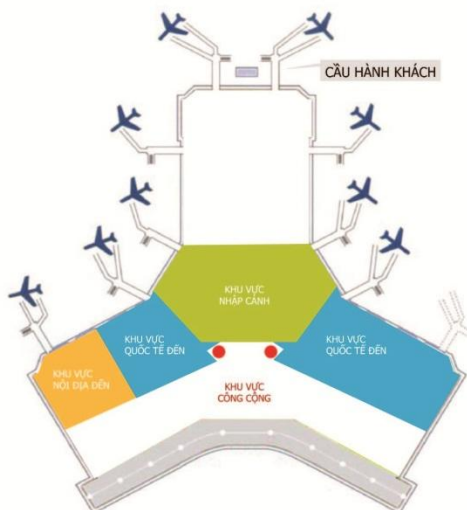 CẦU HÀNH KHÁCH
KHU VỰC
NHẬP CẢNH
KHU VỰC
QUỐC TẾ ĐẾN
KHU VỰC
QUỐC TẾ ĐẾN
KHU VỰC
NỘI ĐỊA ĐẾN
KHU VỰC
CÔNG CỘNG